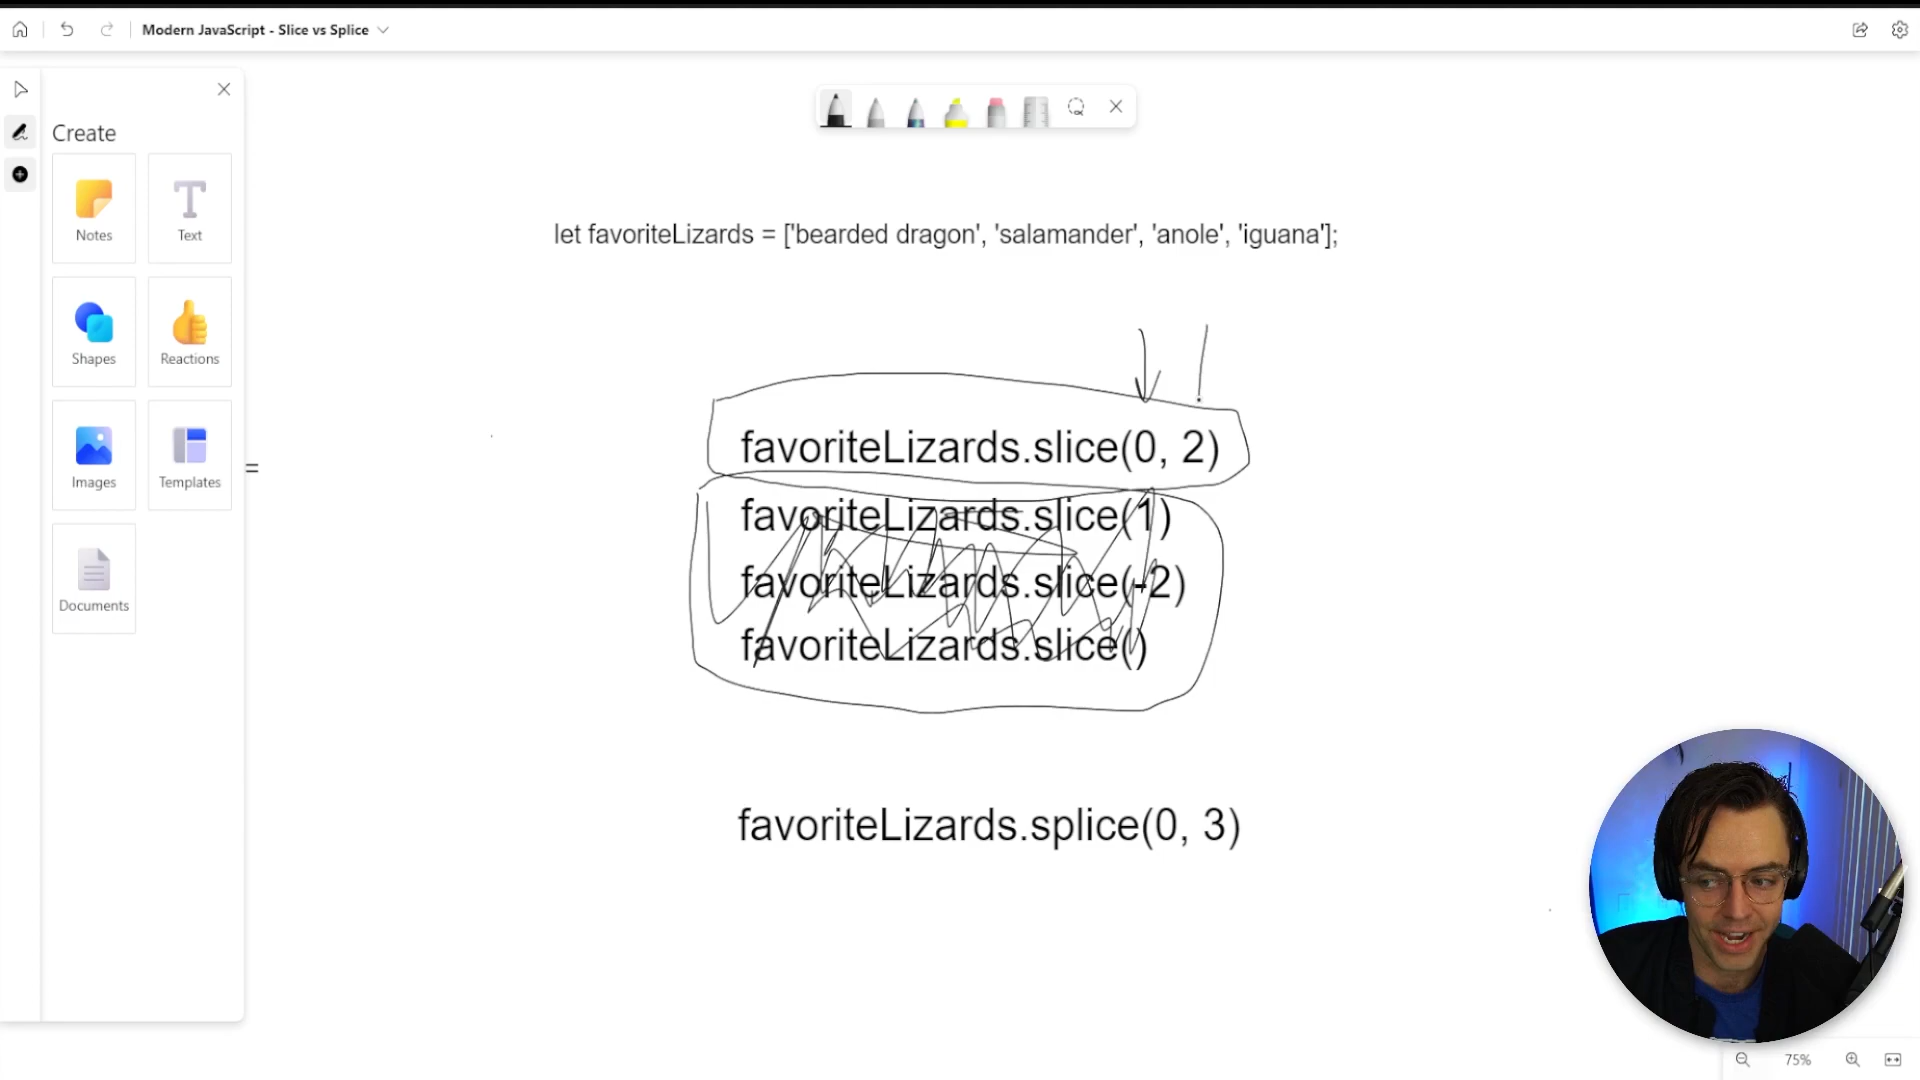 Modern JavaScript - Slice vs Splice
Create
Notes
Text
Shapes
Reactions
Images
Templates
Documents
let favoriteLizards = ['bearded dragon', 'salamander', 'anole', 'iguana'];
=
favoriteLizards.slice(0, 2)
favoriteLizards.slice(1)
favoriteLizards.slice(-2)
favoriteLizards.slice()
favoriteLizards.splice(0, 3)
75%